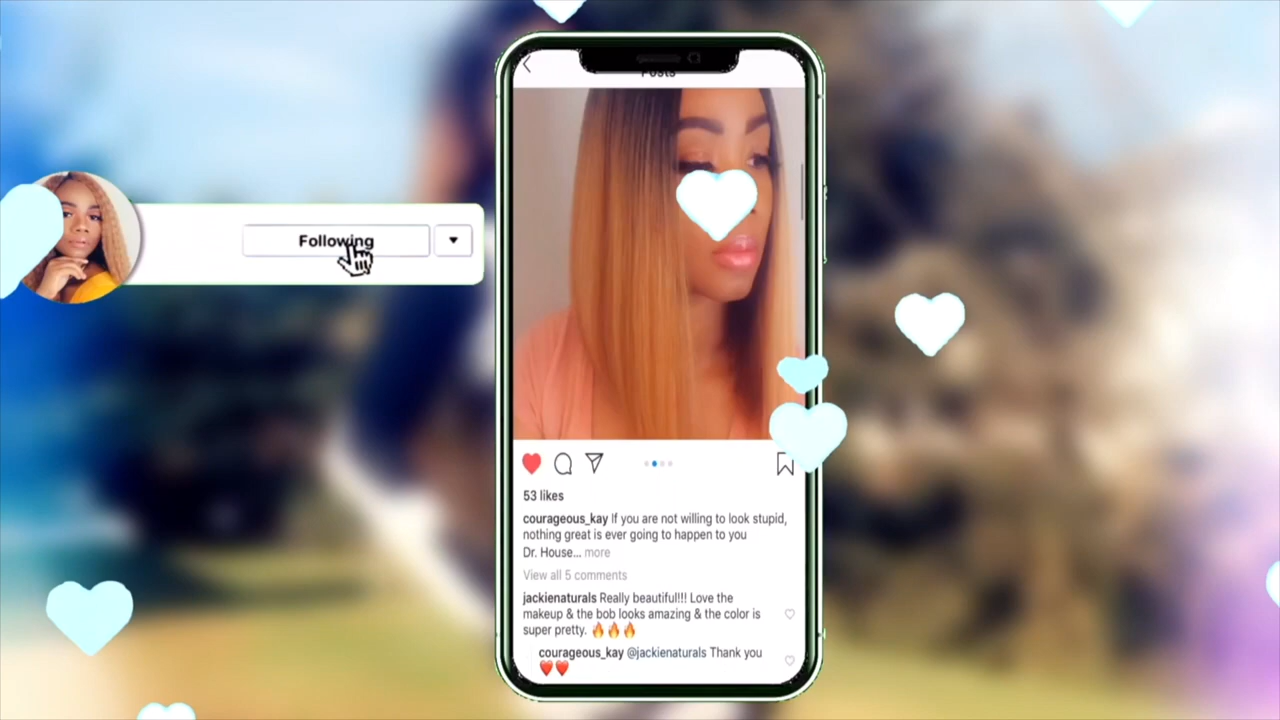 Posts
Following
53 likes
courageous_kay If you are not willing to look stupid,
nothing great is ever going to happen to you
Dr. House... more
View all 5 comments
jackienaturals Really beautiful!!! Love the
makeup & the bob looks amazing & the color is
super pretty. 🔥🔥🔥
courageous_kay @jackienaturals Thank you
❤️❤️